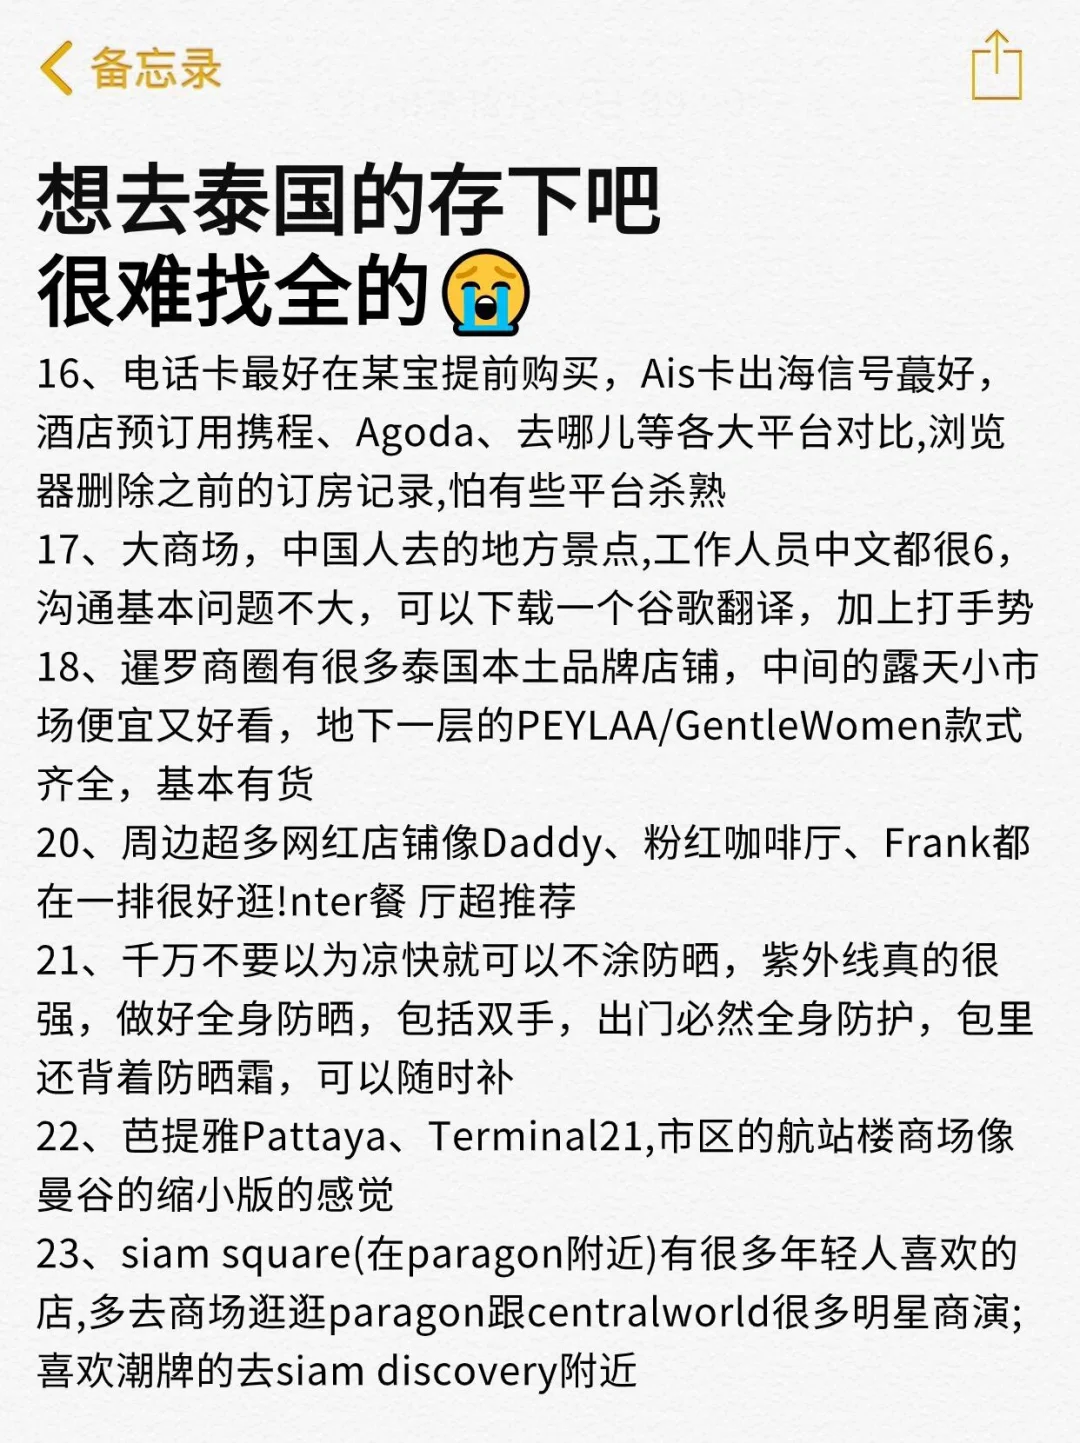 备忘录
想去泰国的存下吧
很难找全的😭
16、电话卡最好在某宝提前购买，Ais卡出海信号蕞好，
酒店预订用携程、Agoda、去哪儿等各大平台对比,浏览
器删除之前的订房记录,怕有些平台杀熟
17、大商场，中国人去的地方景点,工作人员中文都很6，
沟通基本问题不大，可以下载一个谷歌翻译，加上打手势
18、暹罗商圈有很多泰国本土品牌店铺，中间的露天小市
场便宜又好看，地下一层的PEYLAA/GentleWomen款式
齐全，基本有货
20、周边超多网红店铺像Daddy、粉红咖啡厅、Frank都
在一排很好逛!nter餐 厅超推荐
21、千万不要以为凉快就可以不涂防晒，紫外线真的很
强，做好全身防晒，包括双手，出门必然全身防护，包里
还背着防晒霜，可以随时补
22、芭提雅Pattaya、Terminal21,市区的航站楼商场像
曼谷的缩小版的感觉
23、siam square(在paragon附近)有很多年轻人喜欢的
店,多去商场逛逛paragon跟centralworld很多明星商演;
喜欢潮牌的去siam discovery附近